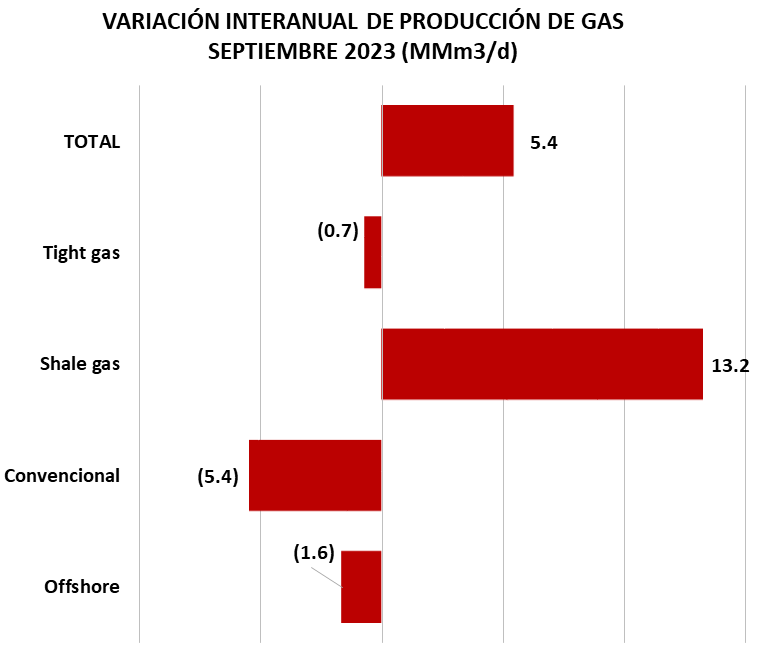 VARIACIÓN INTERANUAL DE PRODUCCIÓN DE GAS
SEPTIEMBRE 2023 (MMm3/d)
TOTAL
5.4
Tight gas
(0.7)
Shale gas
13.2
Convencional
(5.4)
Offshore
(1.6)